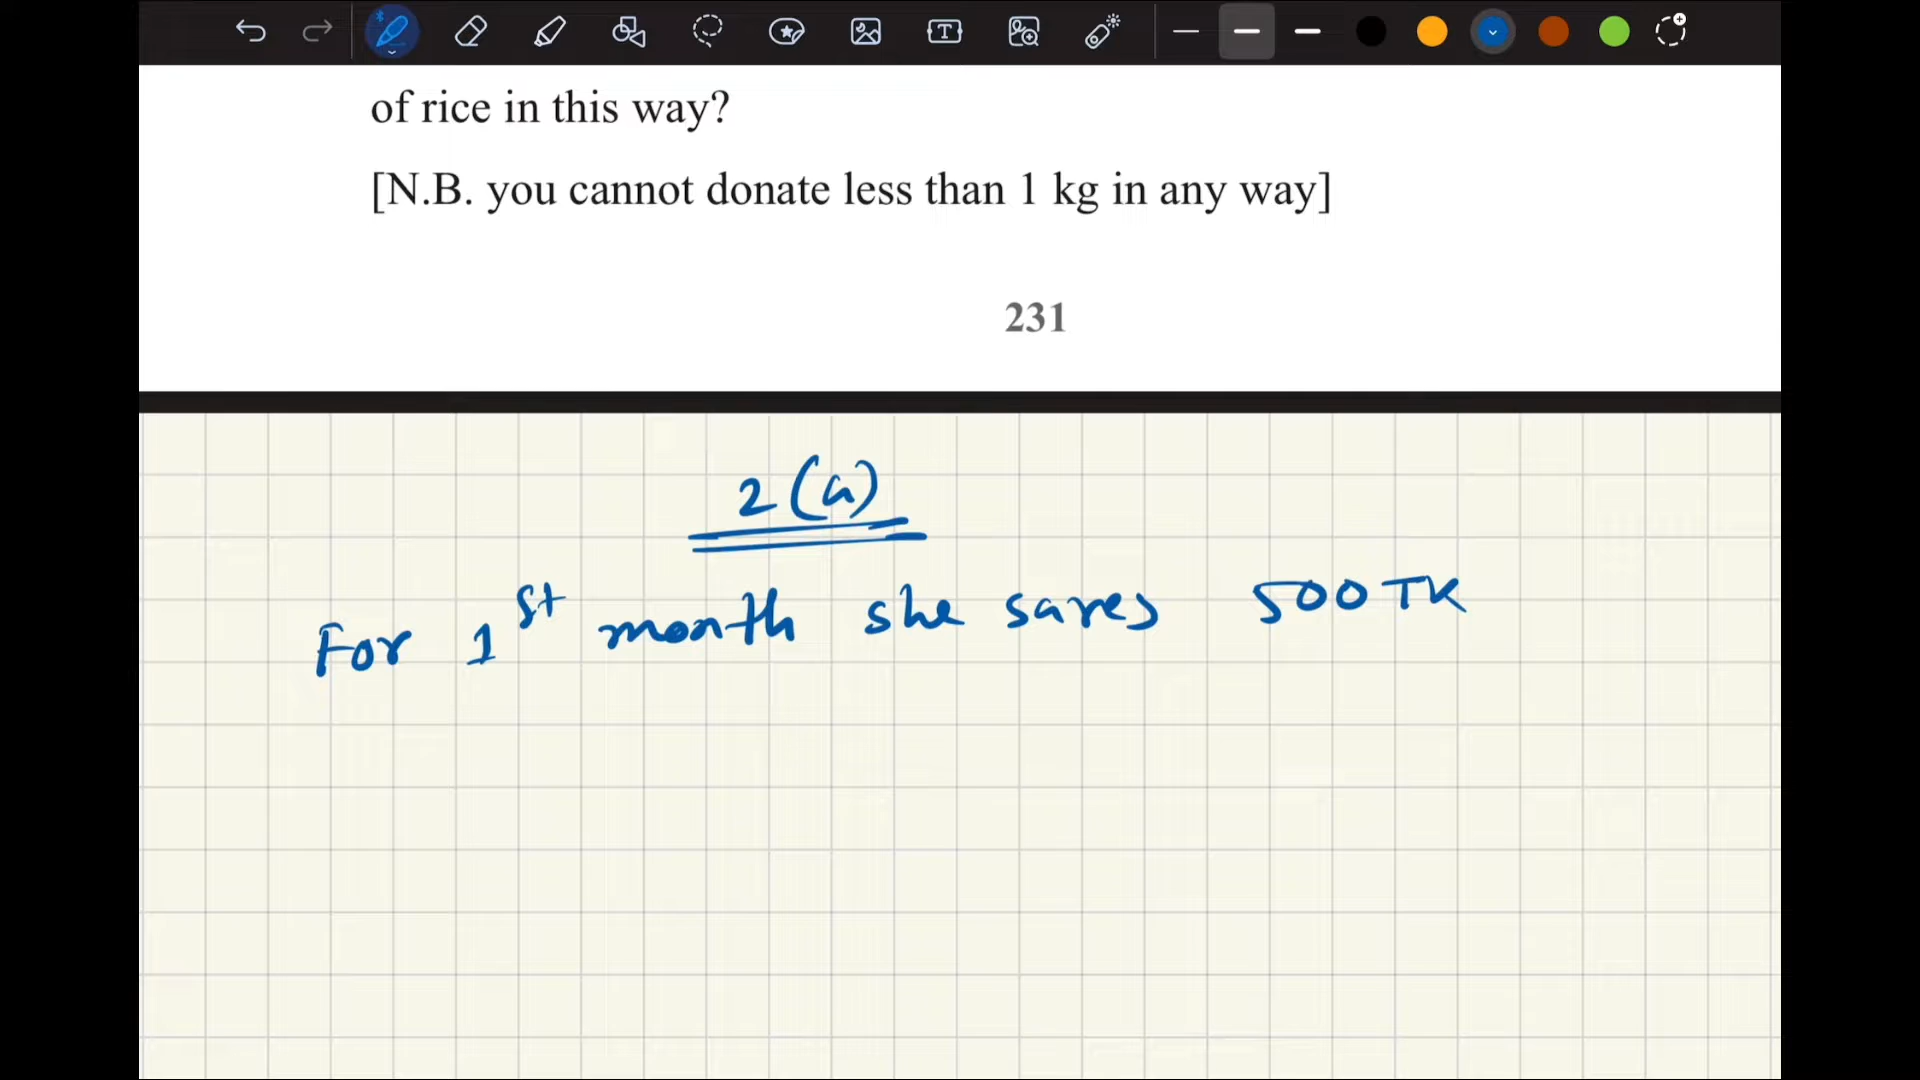 of rice in this way?
[N.B. you cannot donate less than 1 kg in any way]
231
2 (a)
For 1st month she saves 500 TK